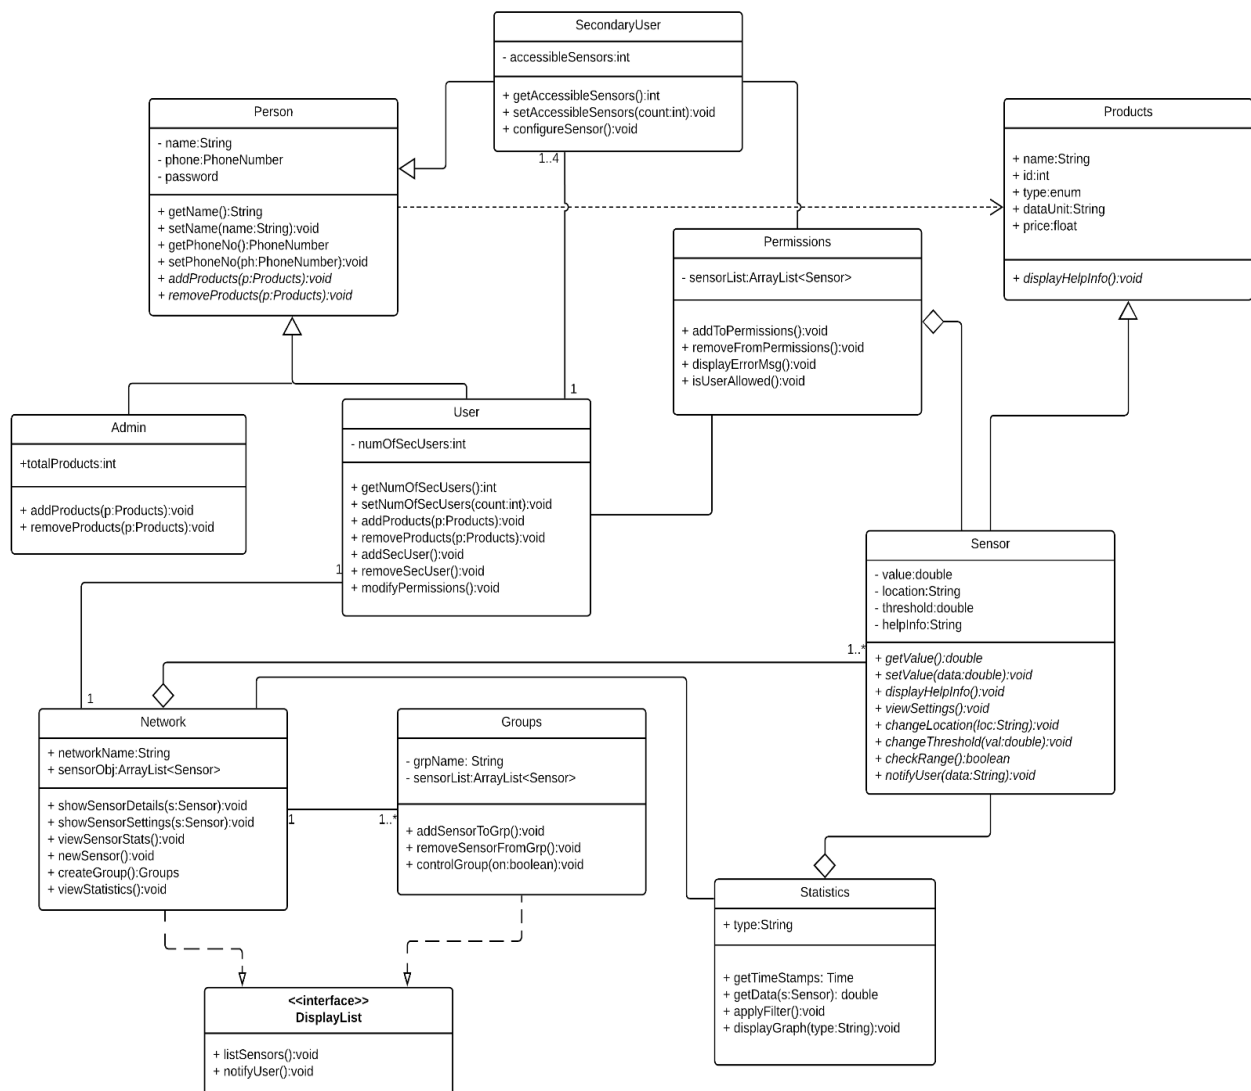 SecondaryUser
- accessibleSensors:int
+ getAccessibleSensors():int
+ setAccessibleSensors(count:int):void
+ configureSensor():void
1..4
Person
- name:String
- phone:PhoneNumber
- password
+ getName():String
+ setName(name:String):void
+ getPhoneNo():PhoneNumber
+ setPhoneNo(ph:PhoneNumber):void
+ addProducts(p:Products):void
+ removeProducts(p:Products):void
Products
+ name:String
+ id:int
+ type:enum
+ dataUnit:String
+ price:float
+ displayHelpInfo():void
Permissions
- sensorList:ArrayList<Sensor>
+ addToPermissions():void
+ removeFromPermissions():void
+ displayErrorMsg():void
+ isUserAllowed():void
Admin
+totalProducts:int
+ addProducts(p:Products):void
+ removeProducts(p:Products):void
1
User
- numOfSecUsers:int
+ getNumOfSecUsers():int
+ setNumOfSecUsers(count:int):void
+ addProducts(p:Products):void
+ removeProducts(p:Products):void
+ addSecUser():void
+ removeSecUser():void
+ modifyPermissions():void
1
Sensor
- value:double
- location:String
- threshold:double
- helpInfo:String
+ getValue():double
+ setValue(data:double):void
+ displayHelpInfo():void
+ viewSettings():void
+ changeLocation(loc:String):void
+ changeThreshold(val:double):void
+ checkRange():boolean
+ notifyUser(data:String):void
1..*
1
Network
+ networkName:String
+ sensorObj:ArrayList<Sensor>
+ showSensorDetails(s:Sensor):void
+ showSensorSettings(s:Sensor):void
+ viewSensorStats():void
+ newSensor():void
+ createGroup():Groups
+ viewStatistics():void
1
1..*
Groups
- grpName: String
- sensorList:ArrayList<Sensor>
+ addSensorToGrp():void
+ removeSensorFromGrp():void
+ controlGroup(on:boolean):void
Statistics
+ type:String
+ getTimeStamps: Time
+ getData(s:Sensor): double
+ applyFilter():void
+ displayGraph(type:String):void
<<interface>>
DisplayList
+ listSensors():void
+ notifyUser():void